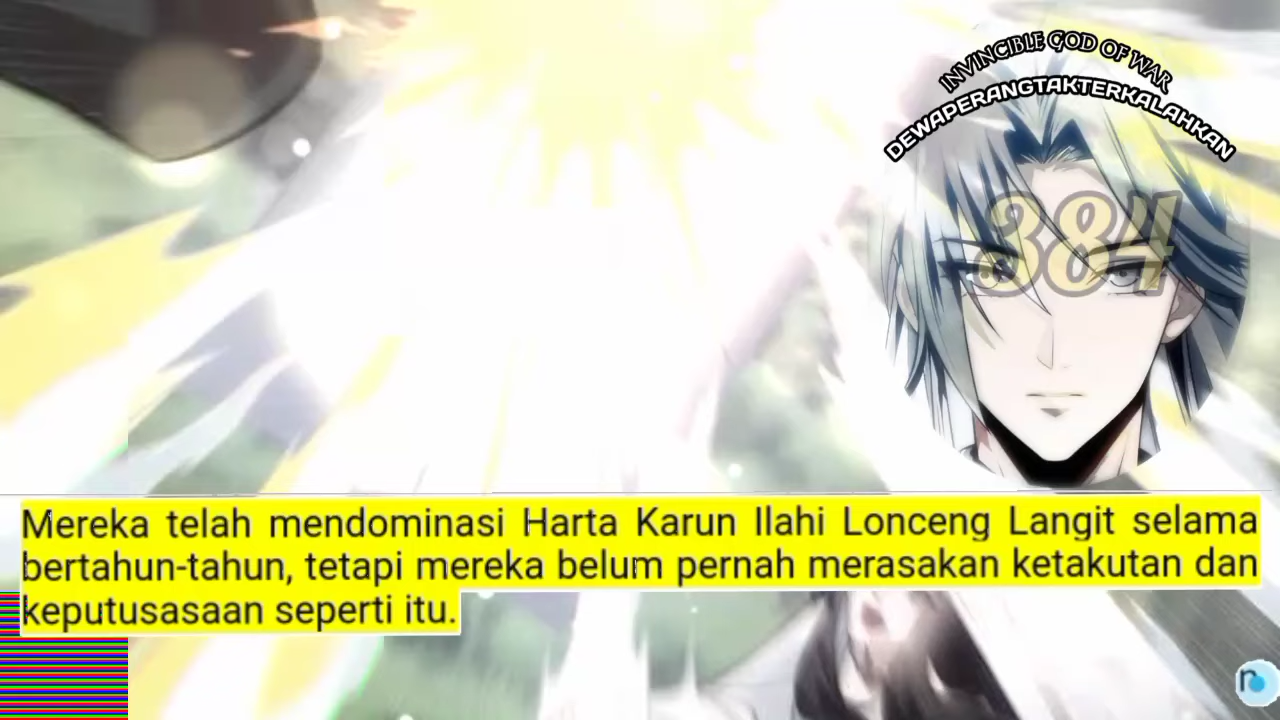 INVINCIBLE GOD OF WAR
DEWAPERANGTAKTERKALAHKAN
384
Mereka telah mendominasi Harta Karun Ilahi Lonceng Langit selama
bertahun-tahun, tetapi mereka belum pernah merasakan ketakutan dan
keputusasaan seperti itu.
n